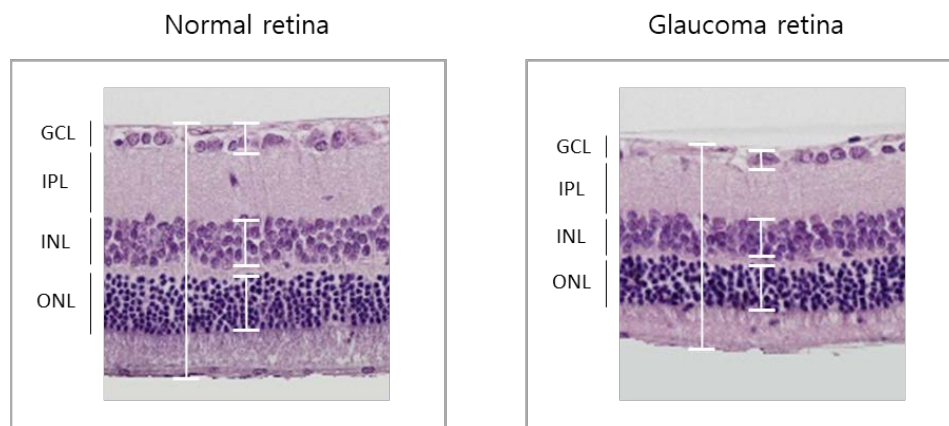 Normal retina
Glaucoma retina
GCL
IPL
INL
ONL
GCL
IPL
INL
ONL